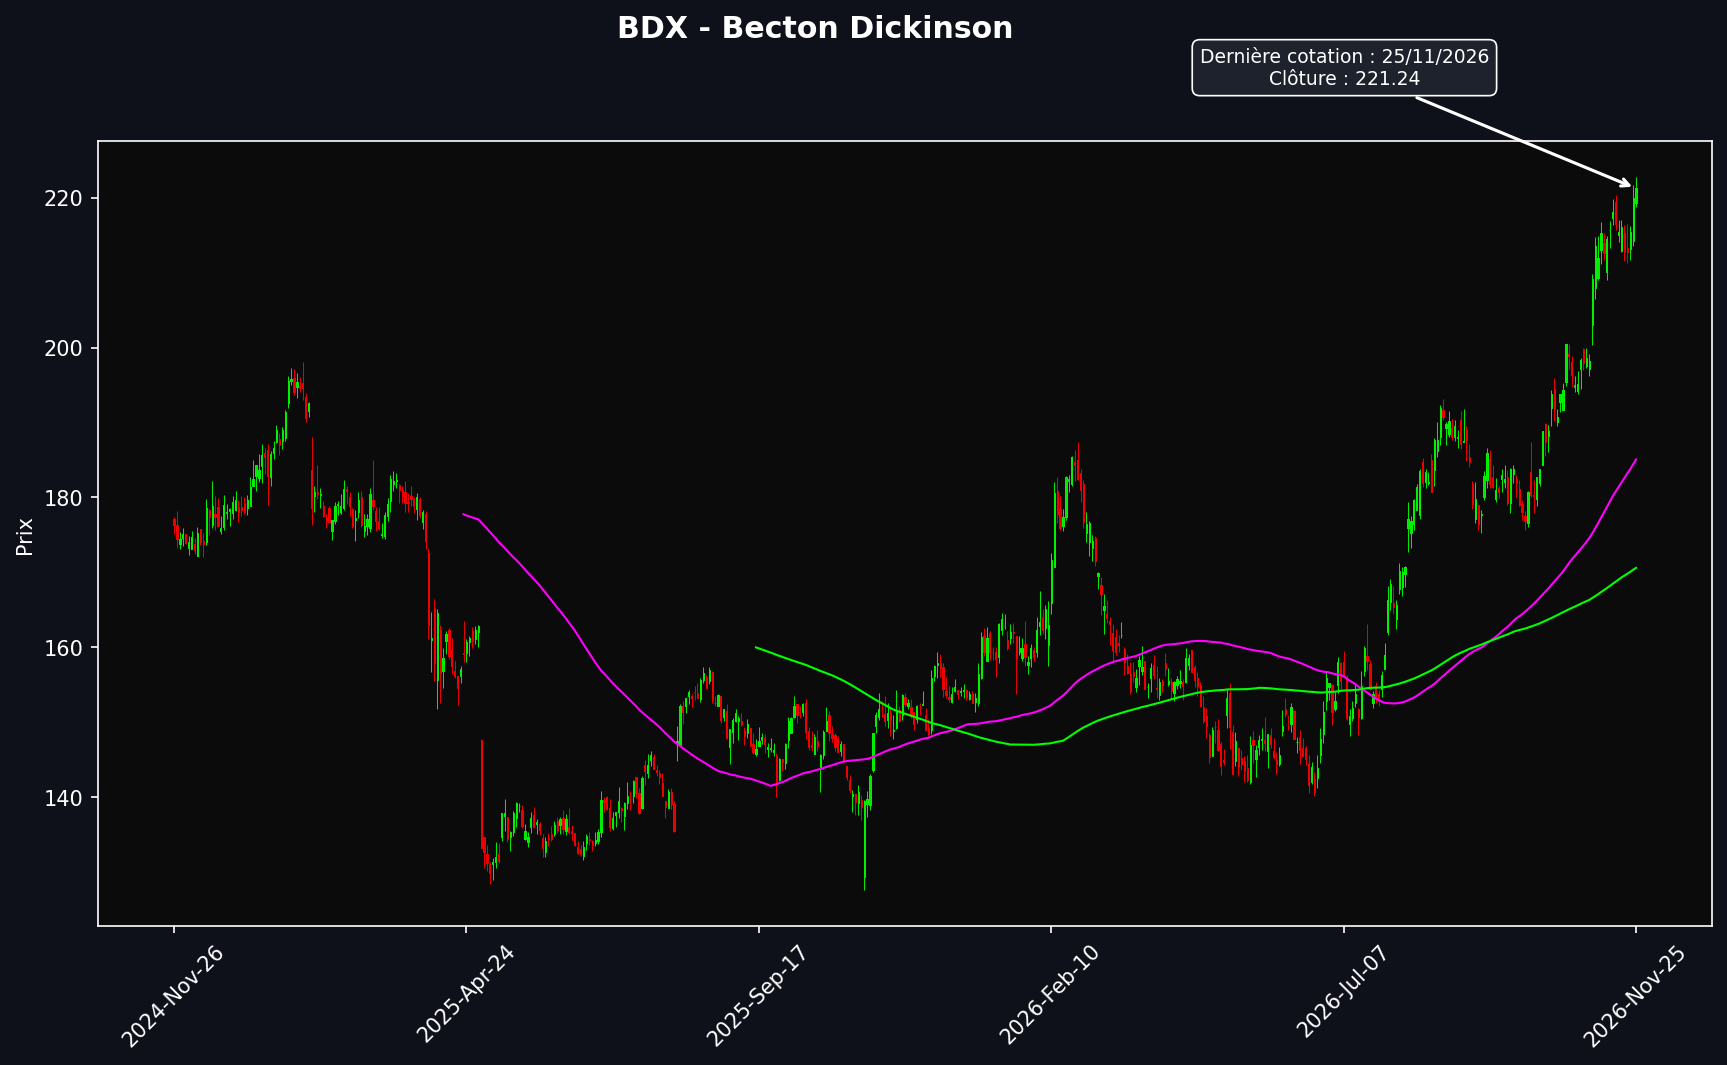 BDX - Becton Dickinson
Dernière cotation : 25/11/2026
Clôture : 221.24
220
200
180
160
140
Prix
2024-Nov-26
2025-Apr-24
2025-Sep-17
2026-Feb-10
2026-Jul-07
2026-Nov-25